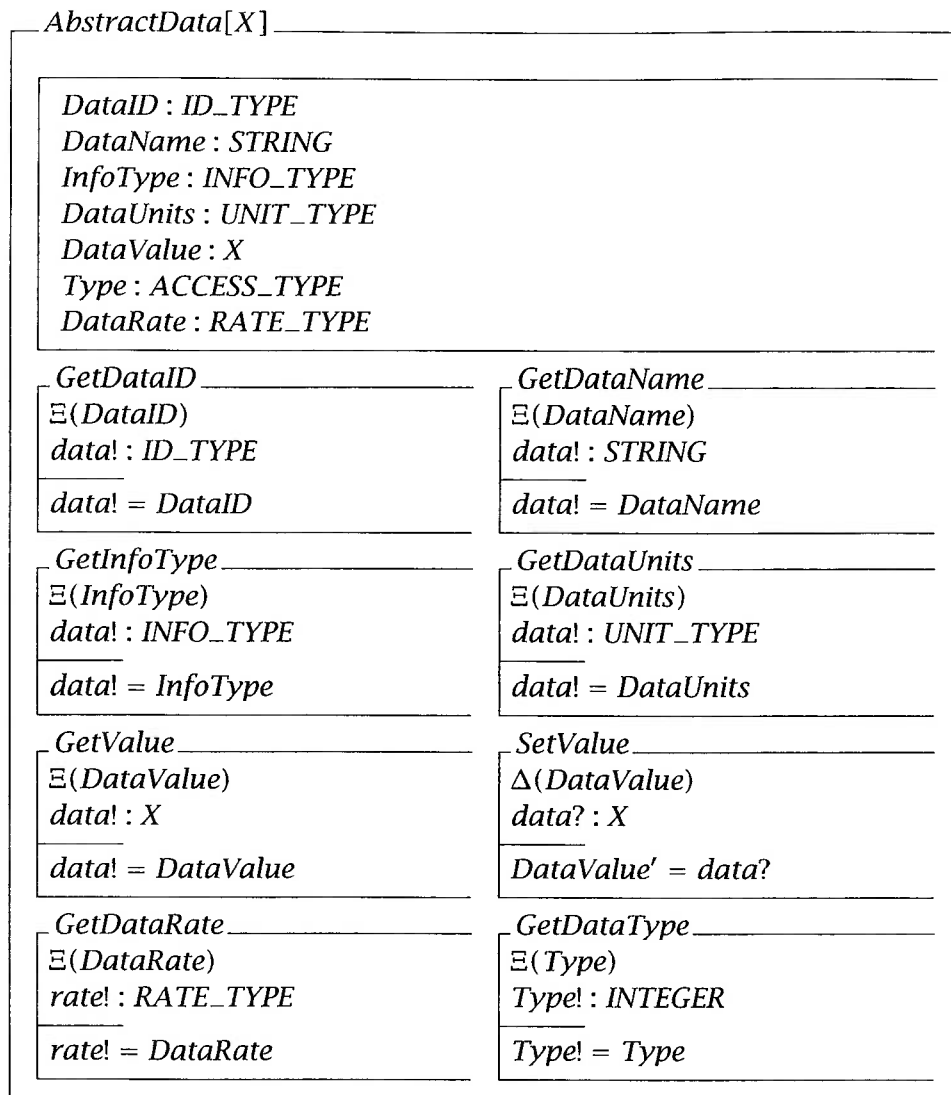 AbstractData[X]
DataID : ID_TYPE
DataName : STRING
InfoType : INFO_TYPE
DataUnits : UNIT_TYPE
DataValue : X
Type : ACCESS_TYPE
DataRate : RATE_TYPE
GetDataID
Ξ(DataID)
data! : ID_TYPE
data! = DataID
GetDataName
Ξ(DataName)
data! : STRING
data! = DataName
GetInfoType
Ξ(InfoType)
data! : INFO_TYPE
data! = InfoType
GetDataUnits
Ξ(DataUnits)
data! : UNIT_TYPE
data! = DataUnits
GetValue
Ξ(DataValue)
data! : X
data! = DataValue
SetValue
Δ(DataValue)
data? : X
DataValue′ = data?
GetDataRate
Ξ(DataRate)
rate! : RATE_TYPE
rate! = DataRate
GetDataType
Ξ(Type)
Type! : INTEGER
Type! = Type